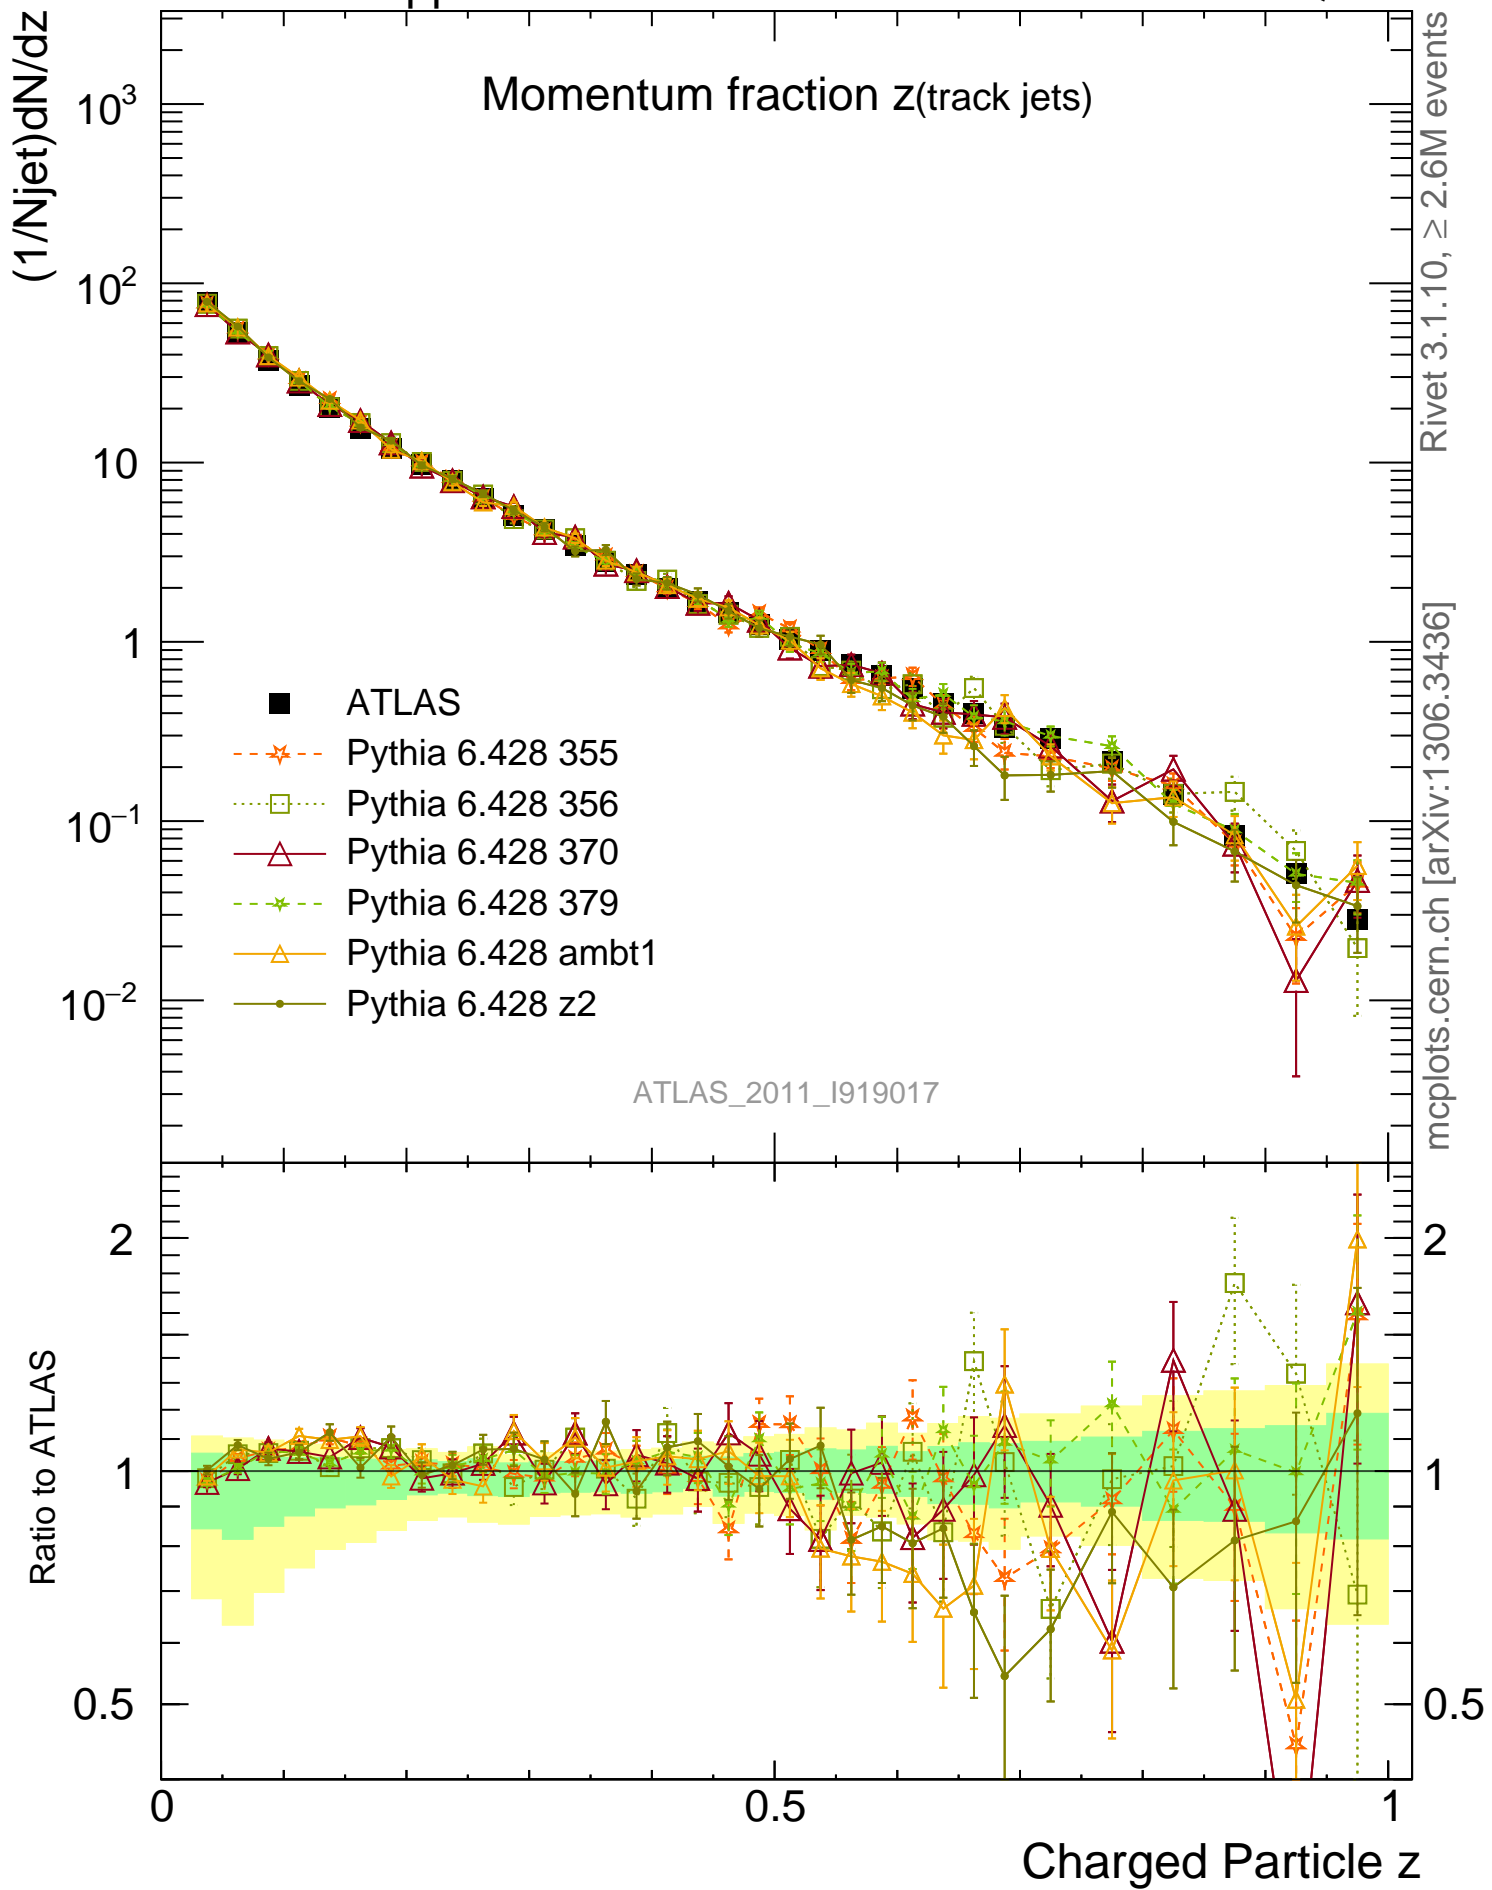 pp
(1/Njet)dN/dz
Momentum fraction z(track jets)
10³
10²
10
1
10⁻¹
10⁻²
ATLAS
Pythia 6.428 355
Pythia 6.428 356
Pythia 6.428 370
Pythia 6.428 379
Pythia 6.428 ambt1
Pythia 6.428 z2
ATLAS_2011_I919017
Rivet 3.1.10, ≥ 2.6M events
mcplots.cern.ch [arXiv:1306.3436]
Ratio to ATLAS
2
1
0.5
2
1
0.5
0
0.5
1
Charged Particle z